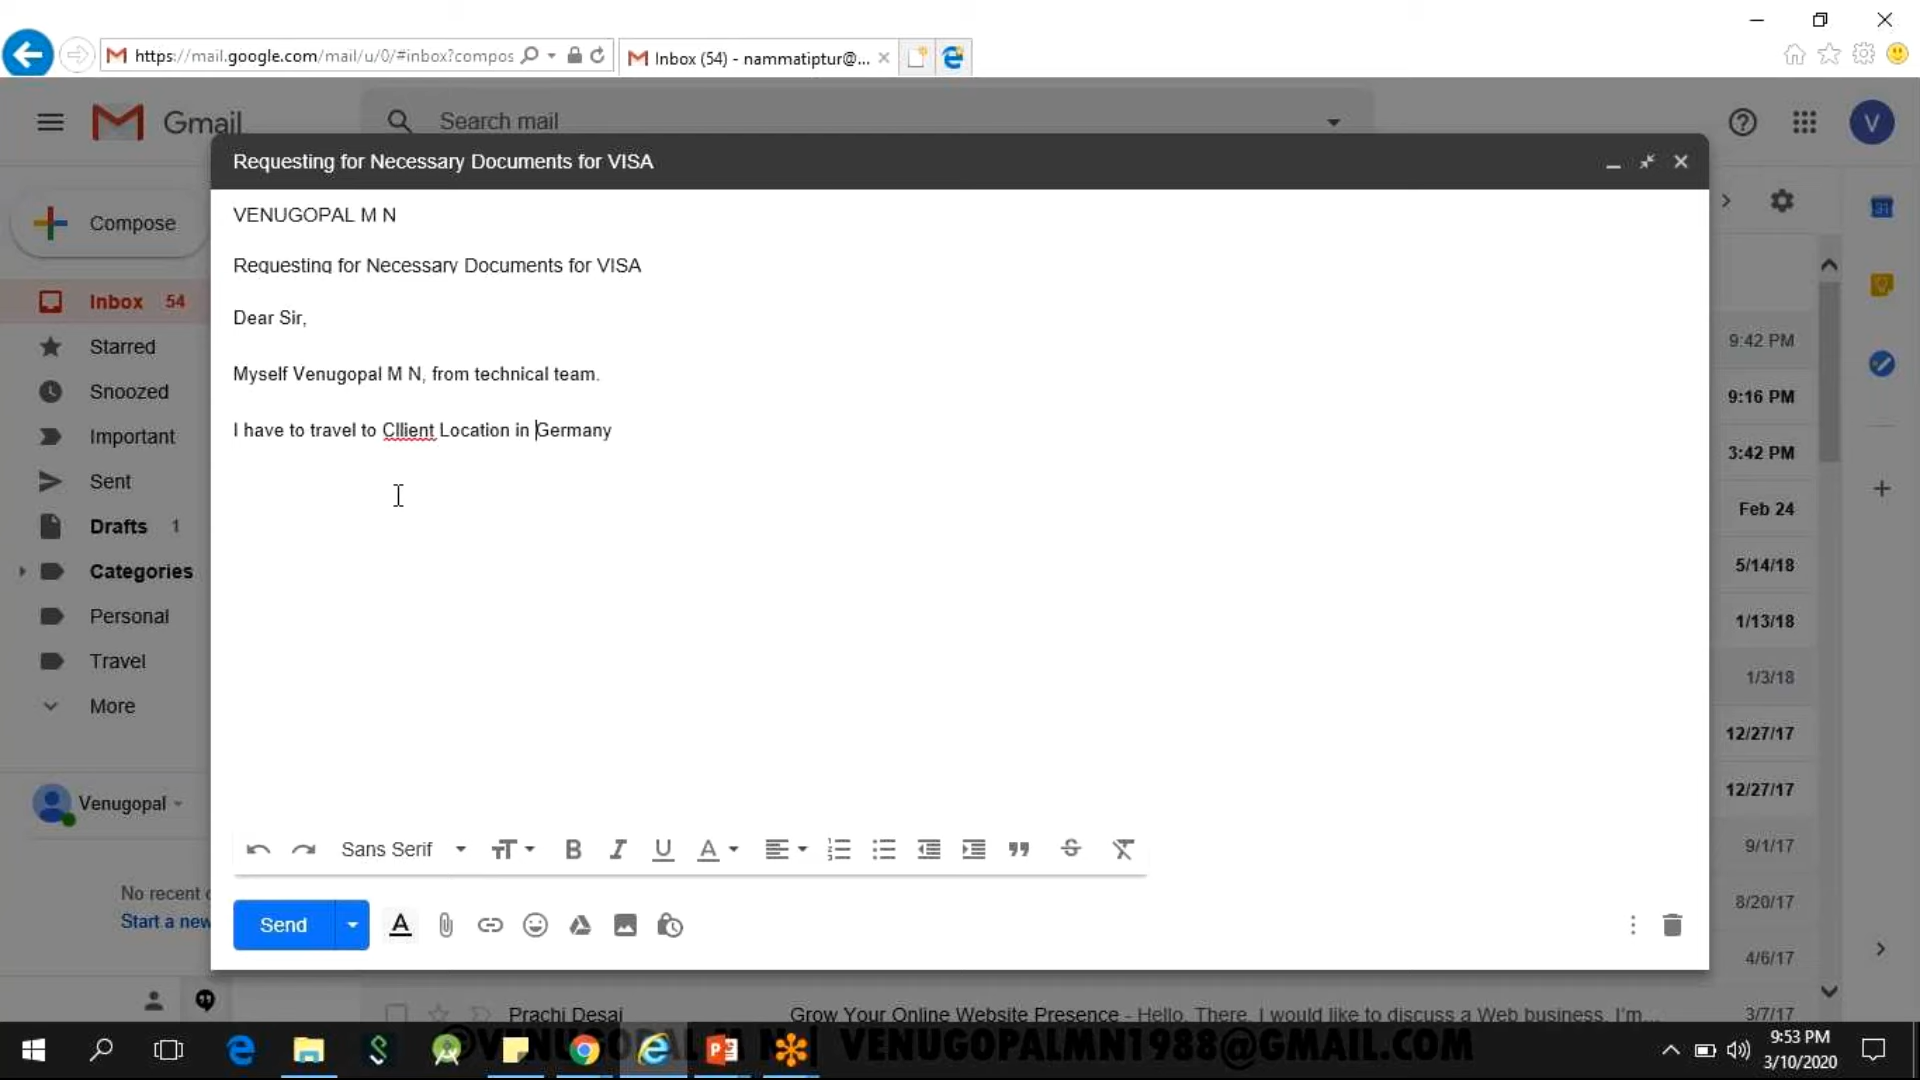 https://mail.google.com/mail/u/0/#inbox?compos
Inbox (54) - nammatiptur@...
Gmail
Search mail
V
Requesting for Necessary Documents for VISA
VENUGOPAL M N
Requesting for Necessary Documents for VISA
Dear Sir,
Myself Venugopal M N, from technical team.
I have to travel to Cllient Location in Germany
Compose
Inbox 54
Starred
Snoozed
Important
Sent
Drafts 1
Categories
Personal
Travel
More
Venugopal
No recent
Start a new
31
9:42 PM
9:16 PM
3:42 PM
Feb 24
5/14/18
1/13/18
1/3/18
12/27/17
12/27/17
9/1/17
8/20/17
4/6/17
3/7/17
Sans Serif
Send
Prachi Desai Grow Your Online Website Presence - Hello, There, I would like to discuss a Web business, I'm...
©VENUGOPAL M N | VENUGOPALMN1988@GMAIL.COM
9:53 PM
3/10/2020